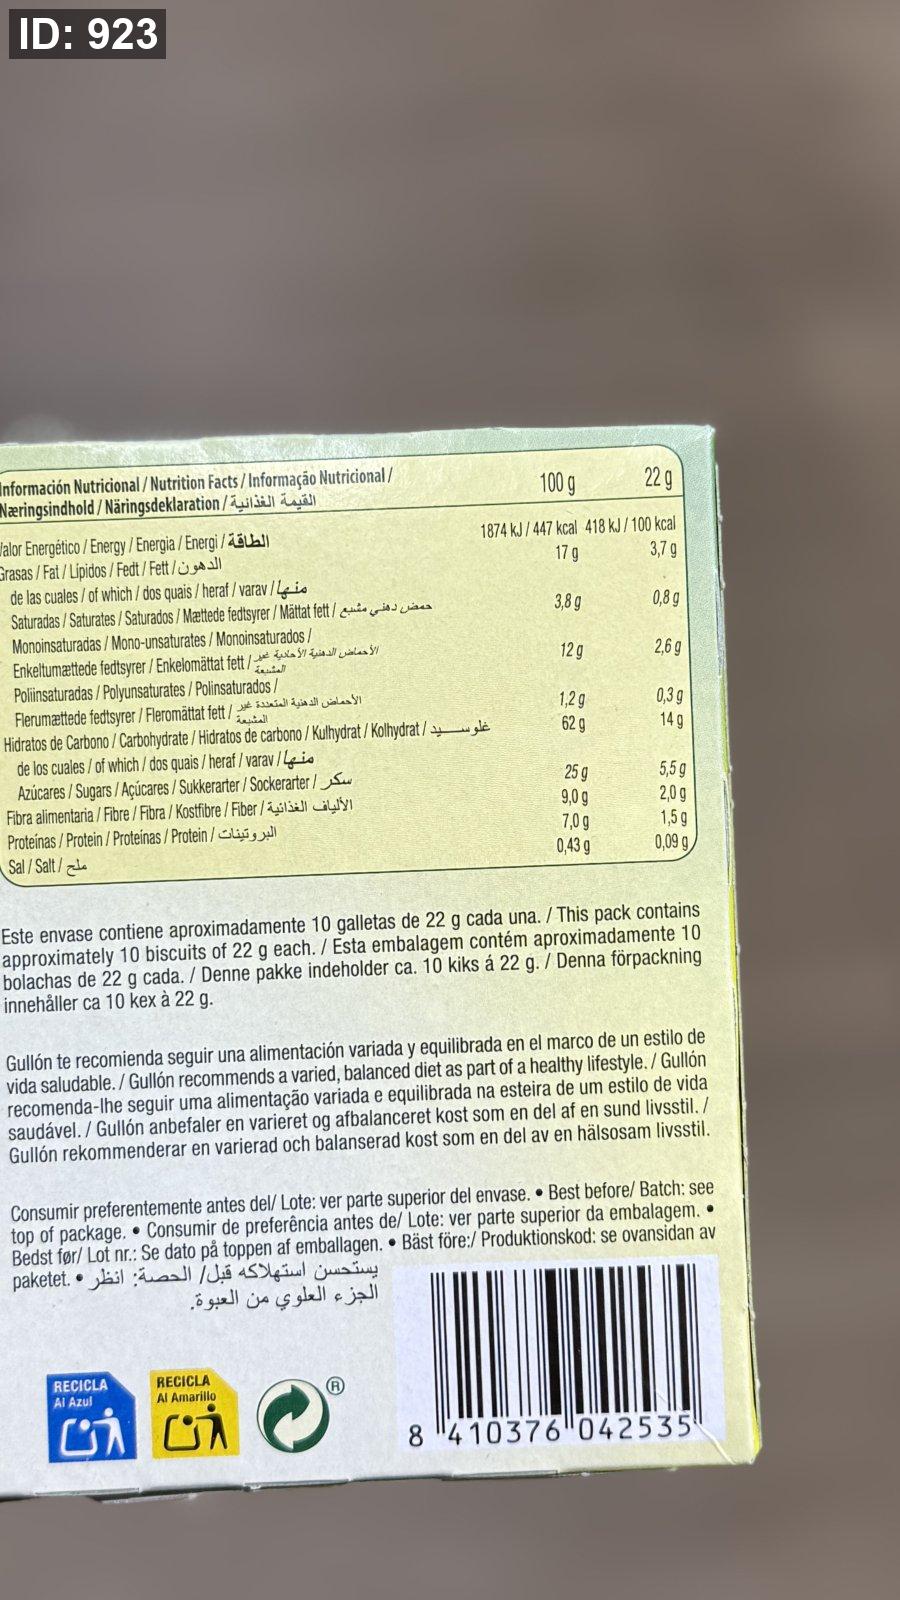 ID: 923
Información Nutricional / Nutrition Facts / Informação Nutricional / 100 g 22 g
Næringsindhold / Näringsdeklaration / القيمة الغذائية
Valor Energético / Energy / Energia / Energi / الطاقة 1874 kJ / 447 kcal 418 kJ / 100 kcal
Grasas / Fat / Lípidos / Fedt / Fett / الدهون 17 g 3,7 g
de las cuales / of which / dos quais / heraf / varav / منها
Saturadas / Saturates / Saturados / Mættede fedtsyrer / Mättat fett / حمض دهني مشبع 3,8 g 0,8 g
Monoinsaturadas / Mono-unsaturates / Monoinsaturados /
Enkeltumættede fedtsyrer / Enkelomättat fett / الأحماض الدهنية الأحادية غير المشبعة 12 g 2,6 g
Poliinsaturadas / Polyunsaturates / Polinsaturados /
Flerumættede fedtsyrer / Fleromättat fett / الأحماض الدهنية المتعددة غير المشبعة 1,2 g 0,3 g
Hidratos de Carbono / Carbohydrate / Hidratos de carbono / Kulhydrat / Kolhydrat / غلوسيد 62 g 14 g
de los cuales / of which / dos quais / heraf / varav / منها
Azúcares / Sugars / Açúcares / Sukkerarter / Sockerarter / سكر 25 g 5,5 g
Fibra alimentaria / Fibre / Fibra / Kostfibre / Fiber / الألياف الغذائية 9,0 g 2,0 g
Proteínas / Protein / Proteínas / Protein / البروتينات 7,0 g 1,5 g
Sal / Salt / ملح 0,43 g 0,09 g
Este envase contiene aproximadamente 10 galletas de 22 g cada una. / This pack contains
approximately 10 biscuits of 22 g each. / Esta embalagem contém aproximadamente 10
bolachas de 22 g cada. / Denne pakke indeholder ca. 10 kiks á 22 g. / Denna förpackning
innehåller ca 10 kex à 22 g.
Gullón te recomienda seguir una alimentación variada y equilibrada en el marco de un estilo de
vida saludable. / Gullón recommends a varied, balanced diet as part of a healthy lifestyle. / Gullón
recomenda-lhe seguir uma alimentação variada e equilibrada na esteira de um estilo de vida
saudável. / Gullón anbefaler en varieret og afbalanceret kost som en del af en sund livsstil. /
Gullón rekommenderar en varierad och balanserad kost som en del av en hälsosam livsstil.
Consumir preferentemente antes del/ Lote: ver parte superior del envase. • Best before/ Batch: see
top of package. • Consumir de preferência antes de/ Lote: ver parte superior da embalagem. •
Bedst før/ Lot nr.: Se dato på toppen af emballagen. • Bäst före:/ Produktionskod: se ovansidan av
paketet. • يستحسن استهلاكه قبل/ الحصة: انظر
الجزء العلوي من العبوة.
RECICLA
Al Azul
RECICLA
Al Amarillo
®
8 410376 042535